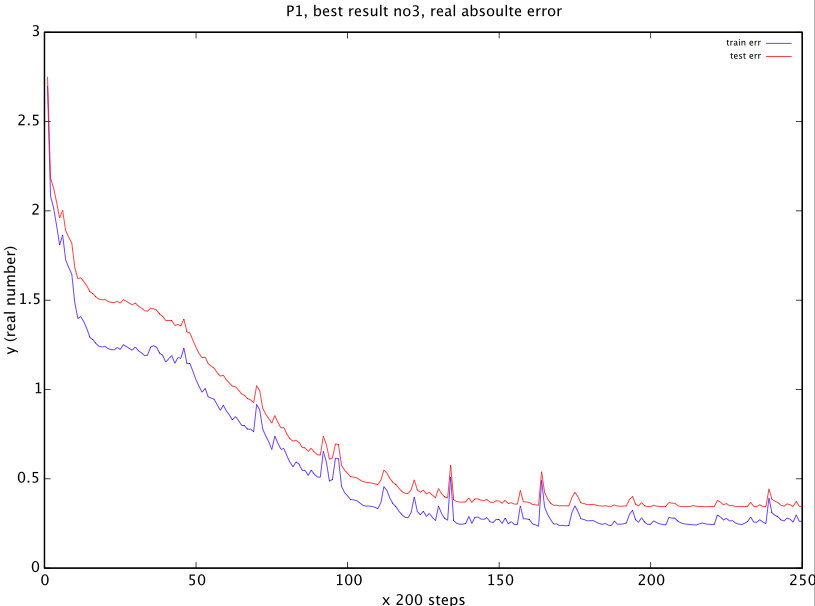 P1, best result no3, real absoulte error
train err
test err
3
2.5
2
1.5
1
0.5
0
y (real number)
0 50 100 150 200 250
x 200 steps